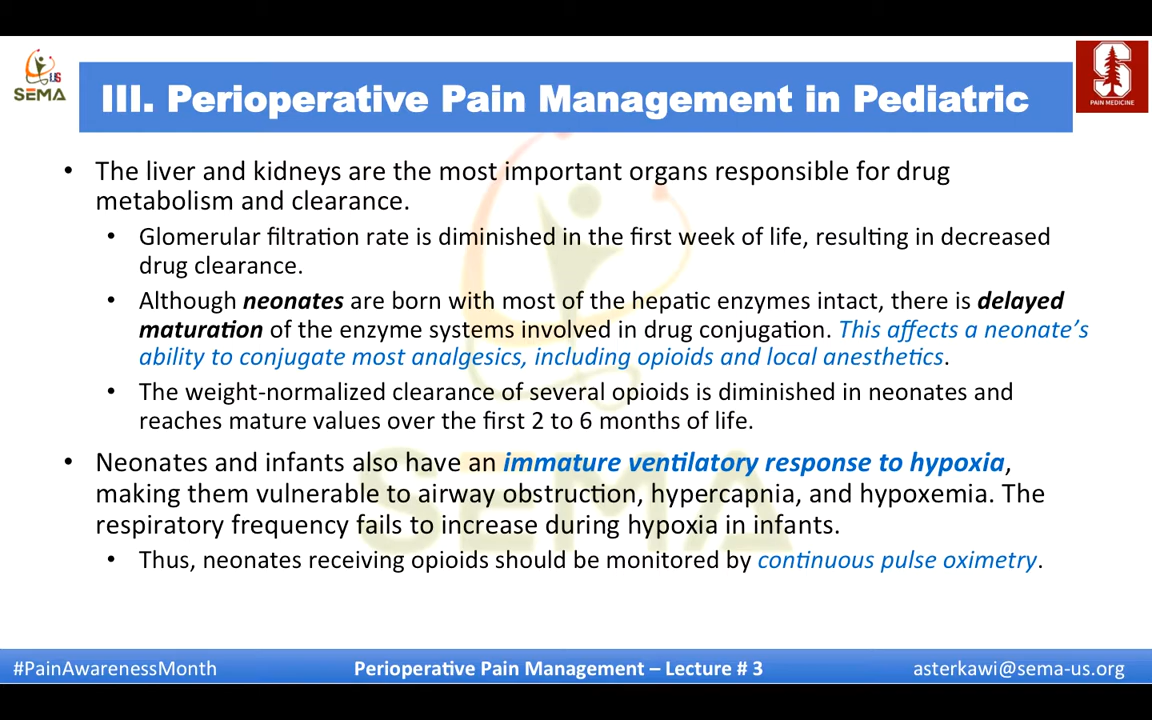 US
SEMA
III. Perioperative Pain Management in Pediatric
S
PAIN MEDICINE
• The liver and kidneys are the most important organs responsible for drug
metabolism and clearance.
• Glomerular filtration rate is diminished in the first week of life, resulting in decreased
drug clearance.
• Although neonates are born with most of the hepatic enzymes intact, there is delayed
maturation of the enzyme systems involved in drug conjugation. This affects a neonate's
ability to conjugate most analgesics, including opioids and local anesthetics.
• The weight-normalized clearance of several opioids is diminished in neonates and
reaches mature values over the first 2 to 6 months of life.
• Neonates and infants also have an immature ventilatory response to hypoxia,
making them vulnerable to airway obstruction, hypercapnia, and hypoxemia. The
respiratory frequency fails to increase during hypoxia in infants.
• Thus, neonates receiving opioids should be monitored by continuous pulse oximetry.
SEMA
#PainAwarenessMonth
Perioperative Pain Management – Lecture # 3
asterkawi@sema-us.org